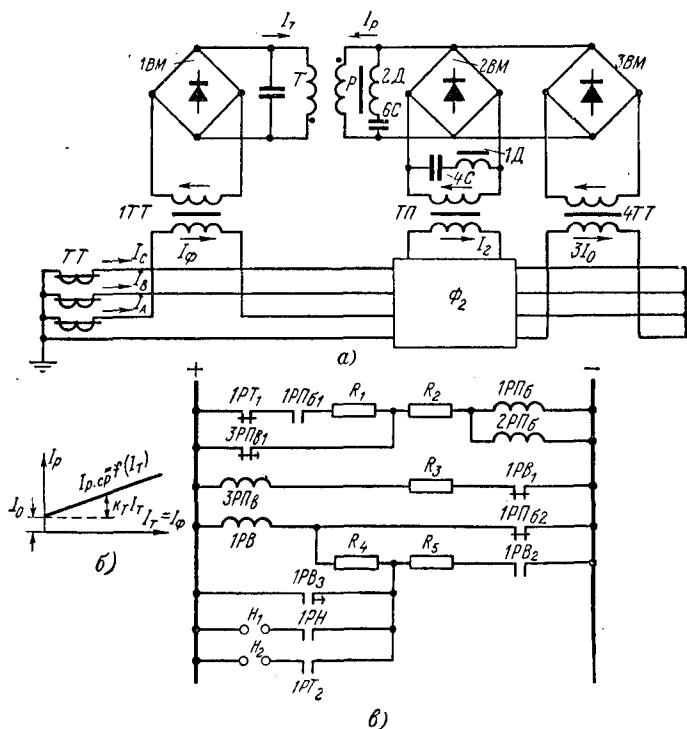 Iт Iр
1ВМ Т Р 2Д 2ВМ 3ВМ
6С
1Д
4С
1ТТ ТП 4ТТ
ТТ IC Iф I2 3I0
IB
IA
Ф2
а)
+ −
1РТ1 1РПб1 R1 R2 1РПб
3РПв1 2РПб
Iр
Iр.ср=f(Iт)
I0 KтIт Iт=Iф
б)
R3 1РВ1
3РПв
1РПб2
1РВ
R4 R5 1РВ2
1РВ3
Н1 1РН
Н2
1РТ2
в)